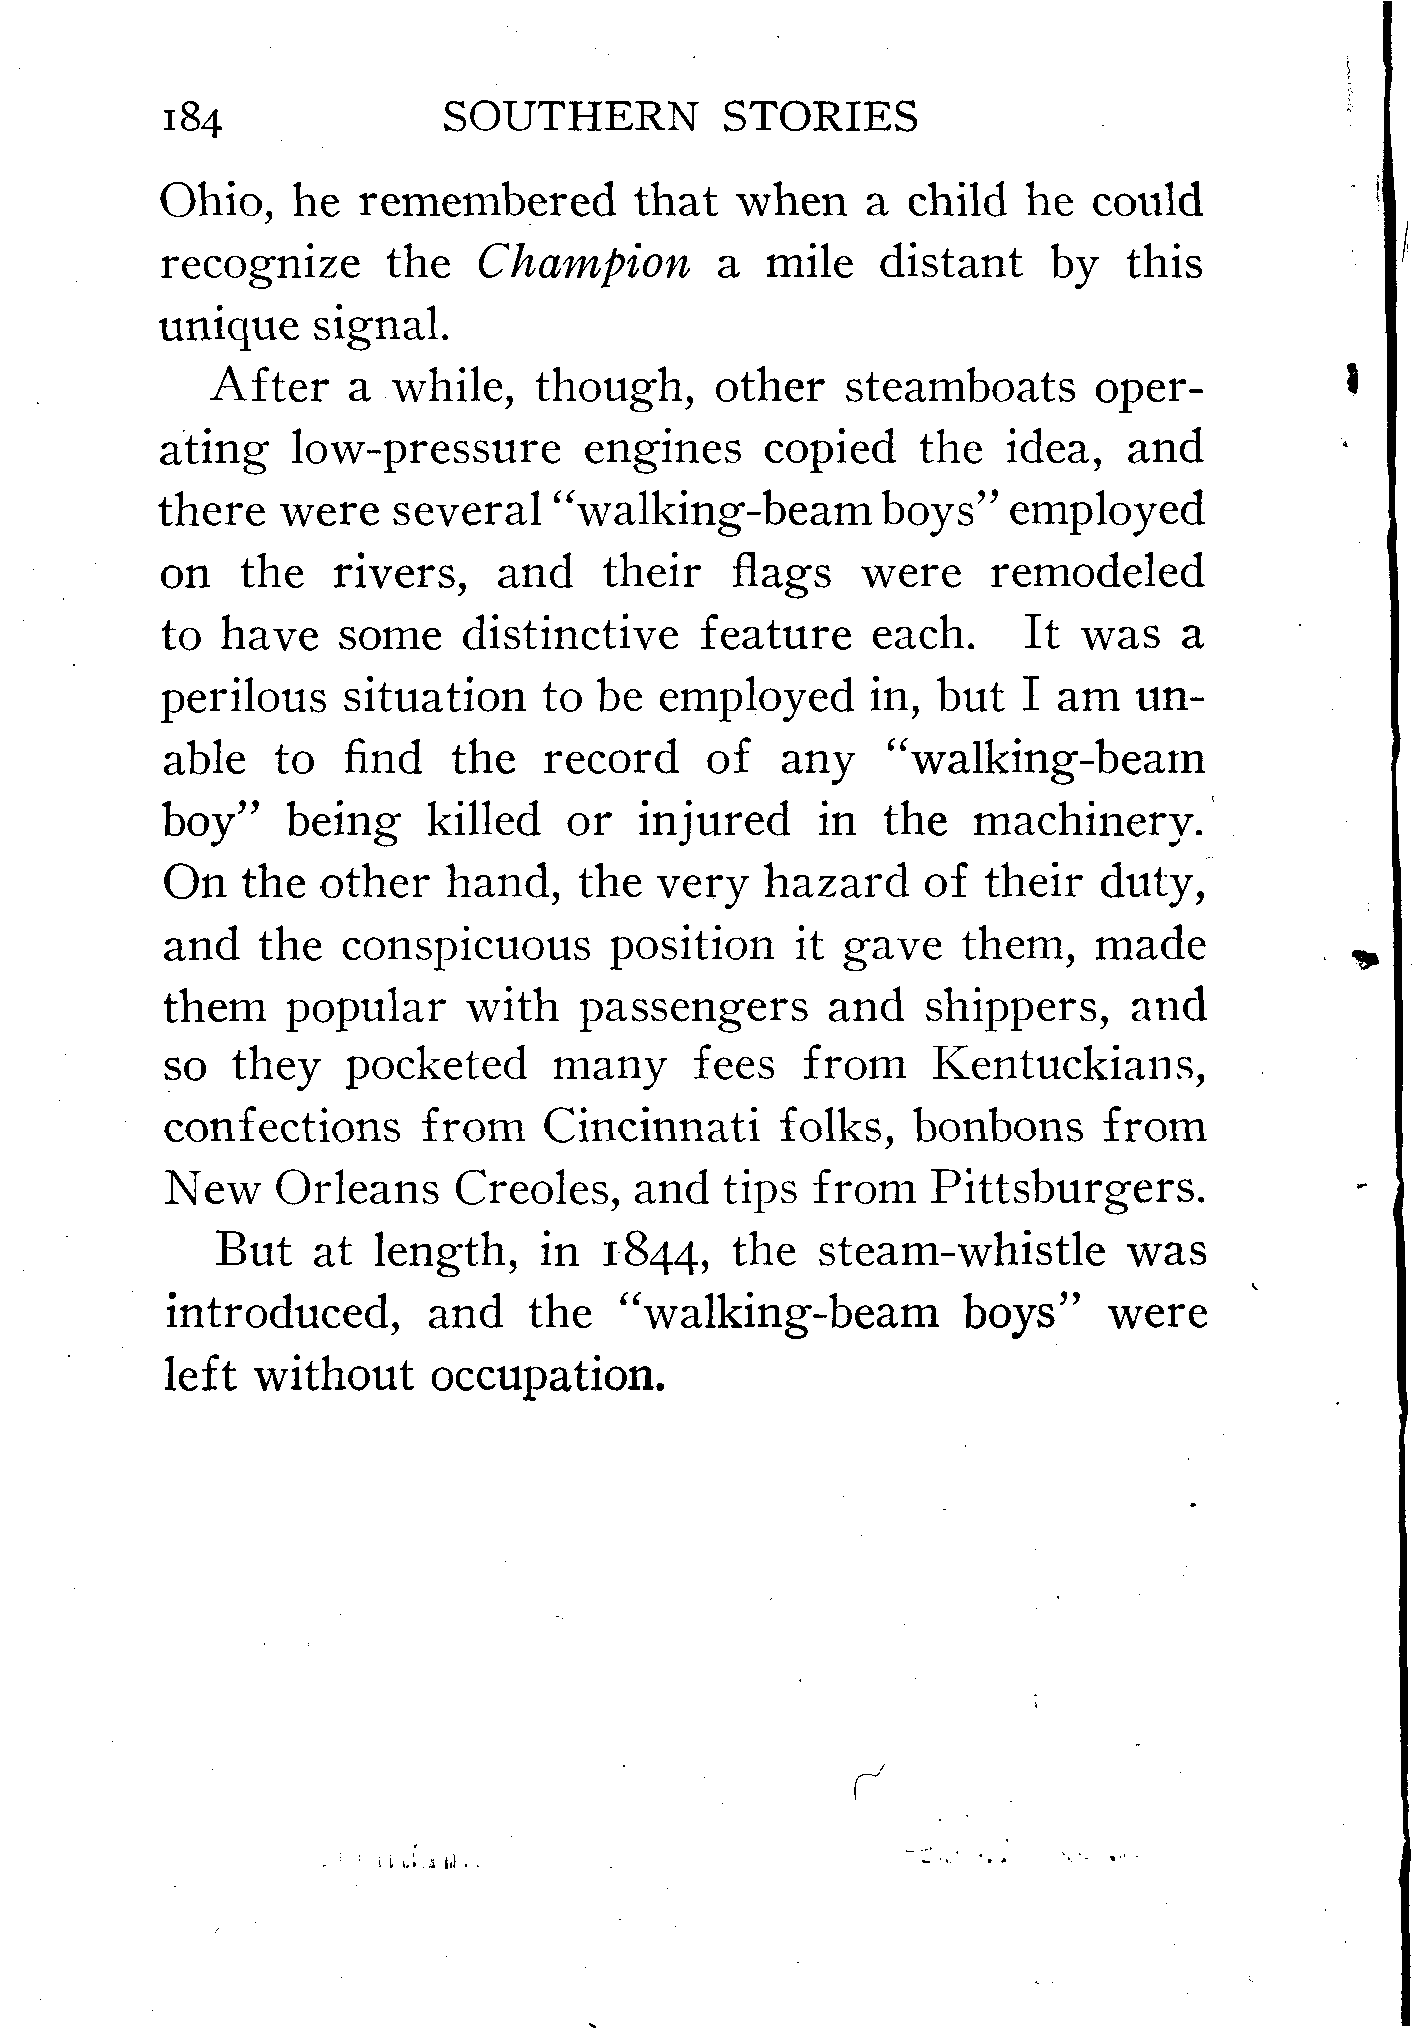 184 SOUTHERN STORIES
Ohio, he remembered that when a child he could
recognize the Champion a mile distant by this
unique signal.
After a while, though, other steamboats oper-
ating low-pressure engines copied the idea, and
there were several “walking-beam boys” employed
on the rivers, and their flags were remodeled
to have some distinctive feature each. It was a
perilous situation to be employed in, but I am un-
able to find the record of any “walking-beam
boy” being killed or injured in the machinery.
On the other hand, the very hazard of their duty,
and the conspicuous position it gave them, made
them popular with passengers and shippers, and
so they pocketed many fees from Kentuckians,
confections from Cincinnati folks, bonbons from
New Orleans Creoles, and tips from Pittsburgers.
But at length, in 1844, the steam-whistle was
introduced, and the “walking-beam boys” were
left without occupation.